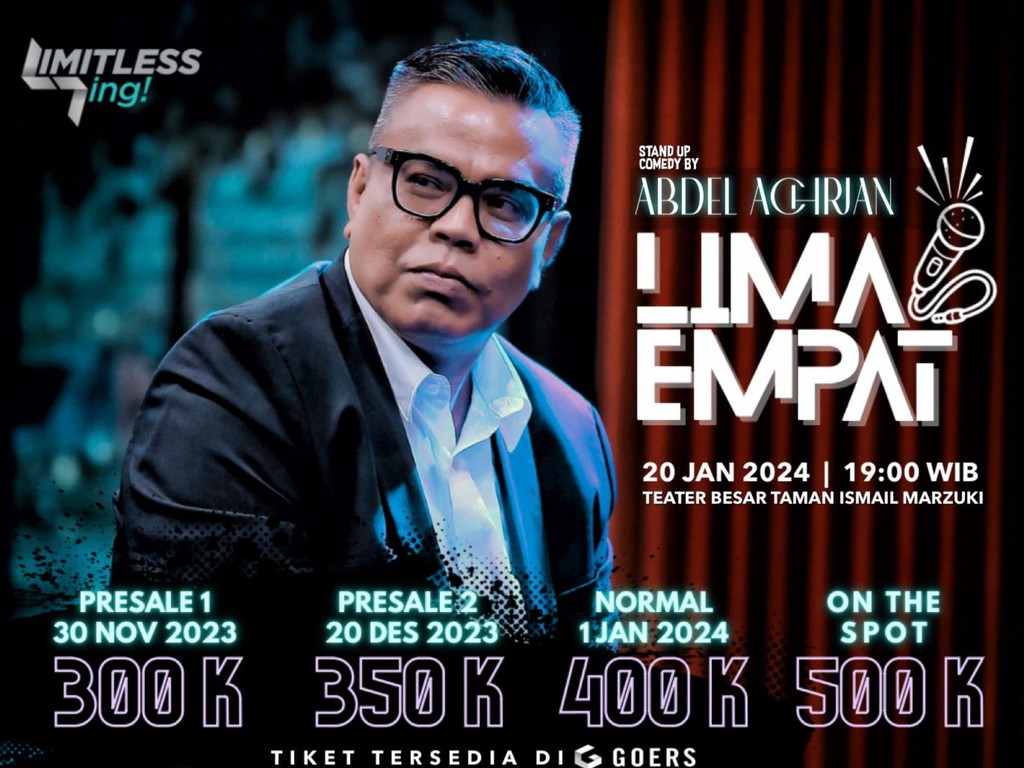 LIMITLESS
ing!
STAND UP
COMEDY BY
ABDEL ACHRIAN
LIMA
EMPAT
20 JAN 2024 | 19:00 WIB
TEATER BESAR TAMAN ISMAIL MARZUKI
PRESALE 1
30 NOV 2023
300 K
PRESALE 2
20 DES 2023
350 K
NORMAL
1 JAN 2024
400 K
ON THE
SPOT
500 K
TIKET TERSEDIA DI GOERS